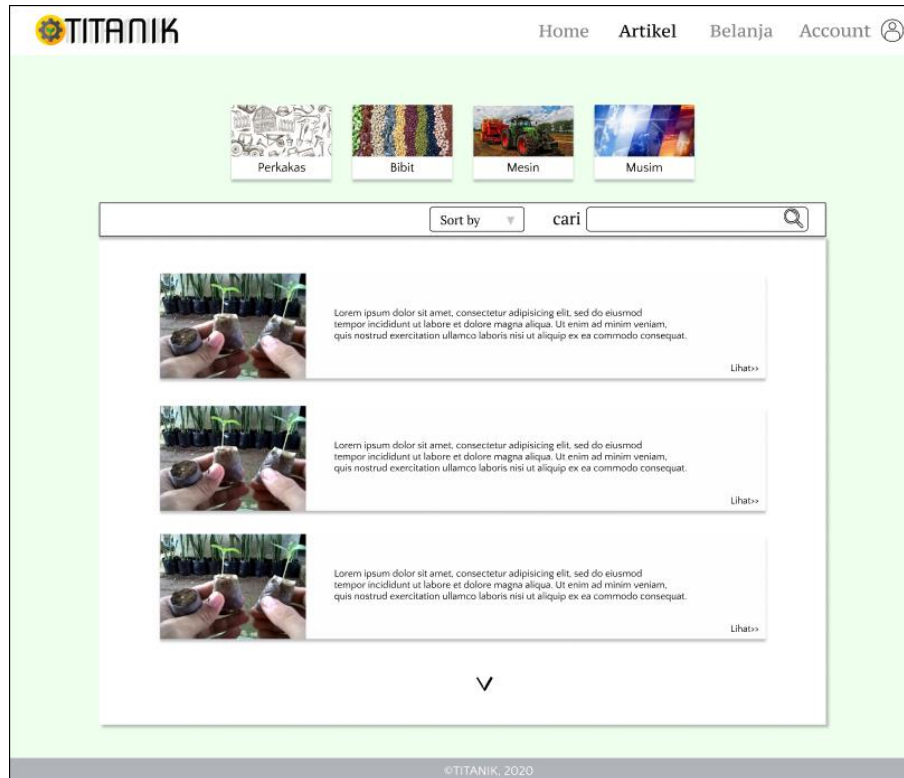 TITANIK
Home Artikel Belanja Account
Perkakas Bibit Mesin Musim
Sort by cari
Lorem ipsum dolor sit amet, consectetur adipisicing elit, sed do eiusmod
tempor incididunt ut labore et dolore magna aliqua. Ut enim ad minim veniam,
quis nostrud exercitation ullamco laboris nisi ut aliquip ex ea commodo consequat.
Lihat>>
Lorem ipsum dolor sit amet, consectetur adipisicing elit, sed do eiusmod
tempor incididunt ut labore et dolore magna aliqua. Ut enim ad minim veniam,
quis nostrud exercitation ullamco laboris nisi ut aliquip ex ea commodo consequat.
Lihat>>
Lorem ipsum dolor sit amet, consectetur adipisicing elit, sed do eiusmod
tempor incididunt ut labore et dolore magna aliqua. Ut enim ad minim veniam,
quis nostrud exercitation ullamco laboris nisi ut aliquip ex ea commodo consequat.
Lihat>>
©TITANIK, 2020